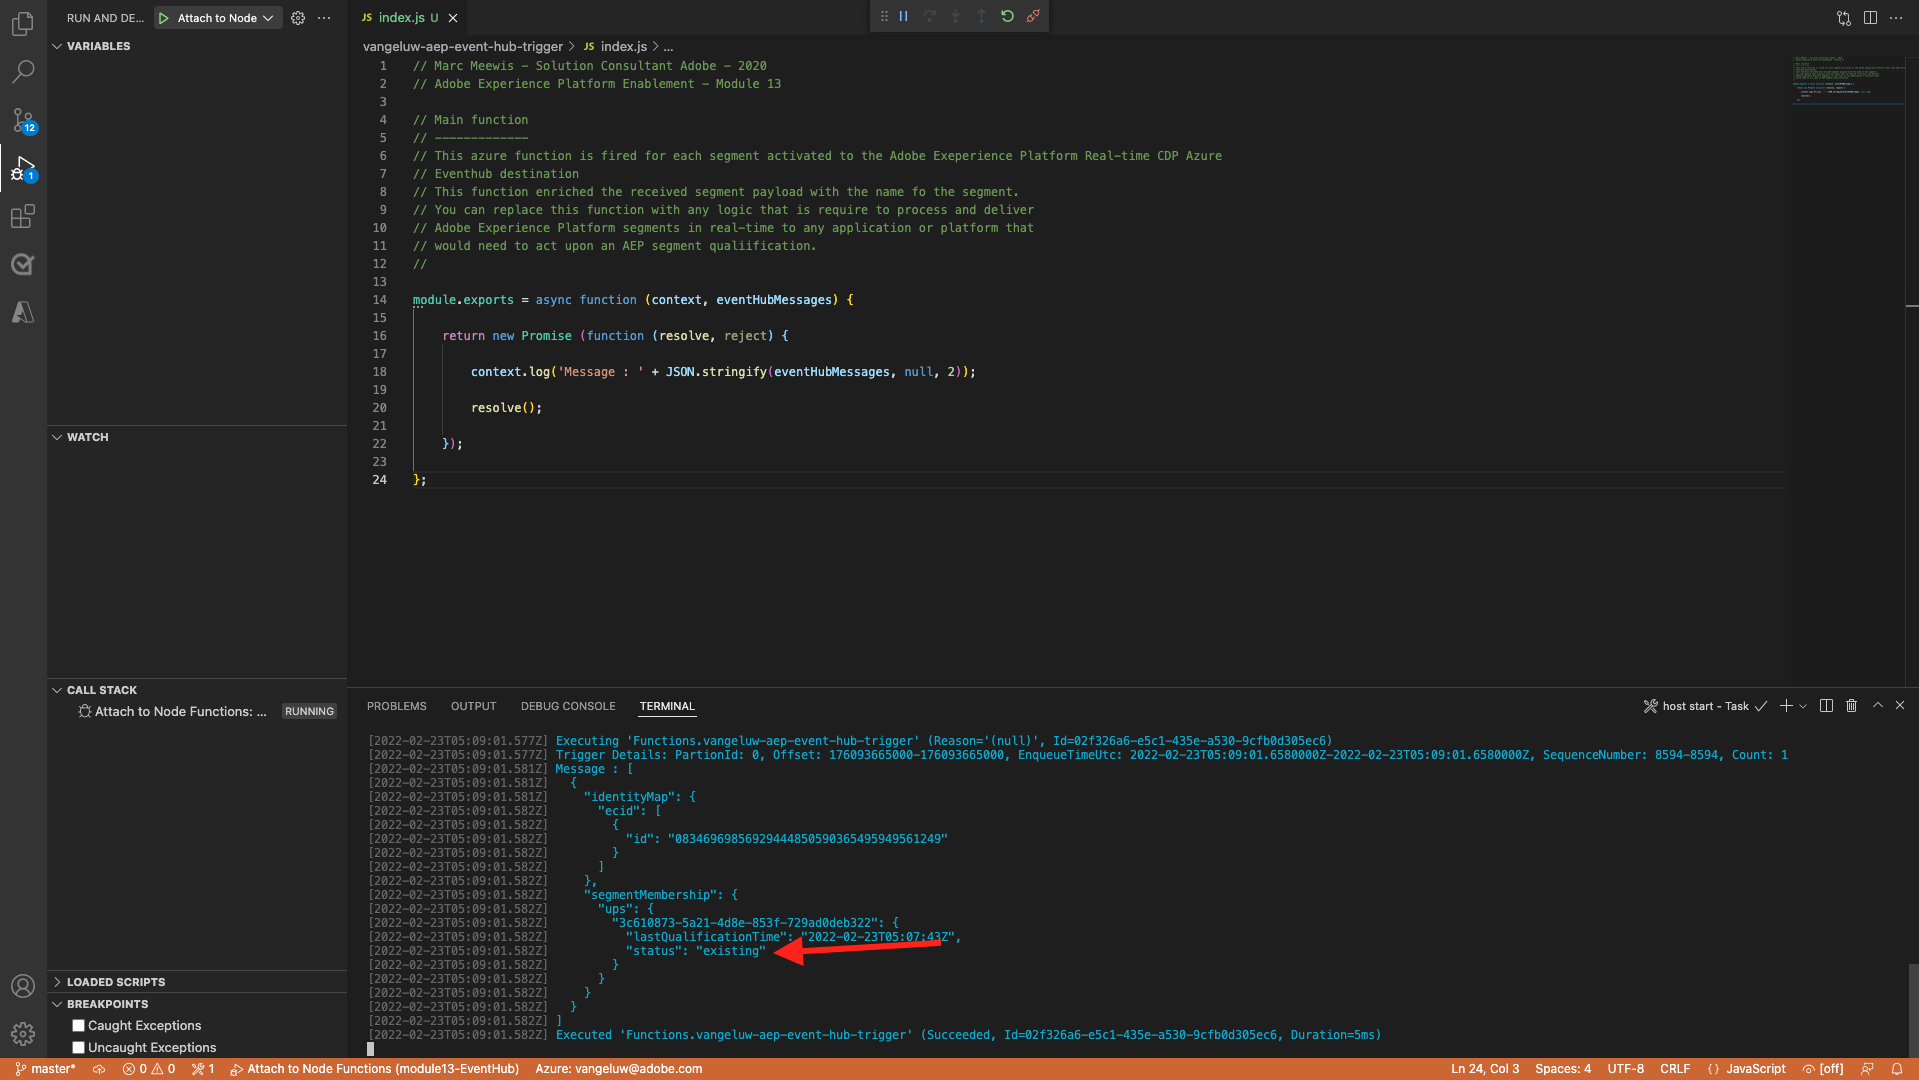 RUN AND DE... Attach to Node
JS index.js U
VARIABLES
vangeluw-aep-event-hub-trigger > JS index.js > ...
1 // Marc Meewis - Solution Consultant Adobe - 2020
2 // Adobe Experience Platform Enablement - Module 13
3
4 // Main function
5 // -------------
6 // This azure function is fired for each segment activated to the Adobe Exeperience Platform Real-time CDP Azure
7 // Eventhub destination
8 // This function enriched the received segment payload with the name fo the segment.
9 // You can replace this function with any logic that is require to process and deliver
10 // Adobe Experience Platform segments in real-time to any application or platform that
11 // would need to act upon an AEP segment qualiification.
12 //
13
14 module.exports = async function (context, eventHubMessages) {
15
16 return new Promise (function (resolve, reject) {
17
18 context.log('Message : ' + JSON.stringify(eventHubMessages, null, 2));
19
20 resolve();
21
22 });
23
24 };
12
1
WATCH
CALL STACK
Attach to Node Functions: ... RUNNING
LOADED SCRIPTS
BREAKPOINTS
Caught Exceptions
Uncaught Exceptions
PROBLEMS OUTPUT DEBUG CONSOLE TERMINAL
host start - Task
[2022-02-23T05:09:01.577Z] Executing 'Functions.vangeluw-aep-event-hub-trigger' (Reason='(null)', Id=02f326a6-e5c1-435e-a530-9cfb0d305ec6)
[2022-02-23T05:09:01.577Z] Trigger Details: PartionId: 0, Offset: 176093665000-176093665000, EnqueueTimeUtc: 2022-02-23T05:09:01.6580000Z-2022-02-23T05:09:01.6580000Z, SequenceNumber: 8594-8594, Count: 1
[2022-02-23T05:09:01.581Z] Message : [
[2022-02-23T05:09:01.581Z] {
[2022-02-23T05:09:01.581Z] "identityMap": {
[2022-02-23T05:09:01.582Z] "ecid": [
[2022-02-23T05:09:01.582Z] {
[2022-02-23T05:09:01.582Z] "id": "08346969856929444850590365495949561249"
[2022-02-23T05:09:01.582Z] }
[2022-02-23T05:09:01.582Z] ]
[2022-02-23T05:09:01.582Z] },
[2022-02-23T05:09:01.582Z] "segmentMembership": {
[2022-02-23T05:09:01.582Z] "ups": {
[2022-02-23T05:09:01.582Z] "3c610873-5a21-4d8e-853f-729ad0deb322": {
[2022-02-23T05:09:01.582Z] "lastQualificationTime": "2022-02-23T05:07:43Z",
[2022-02-23T05:09:01.582Z] "status": "existing"
[2022-02-23T05:09:01.582Z] }
[2022-02-23T05:09:01.582Z] }
[2022-02-23T05:09:01.582Z] }
[2022-02-23T05:09:01.582Z] }
[2022-02-23T05:09:01.582Z] ]
[2022-02-23T05:09:01.582Z] Executed 'Functions.vangeluw-aep-event-hub-trigger' (Succeeded, Id=02f326a6-e5c1-435e-a530-9cfb0d305ec6, Duration=5ms)
master* 0 0 1 Attach to Node Functions (module13-EventHub) Azure: vangeluw@adobe.com
Ln 24, Col 3 Spaces: 4 UTF-8 CRLF {} JavaScript [off]